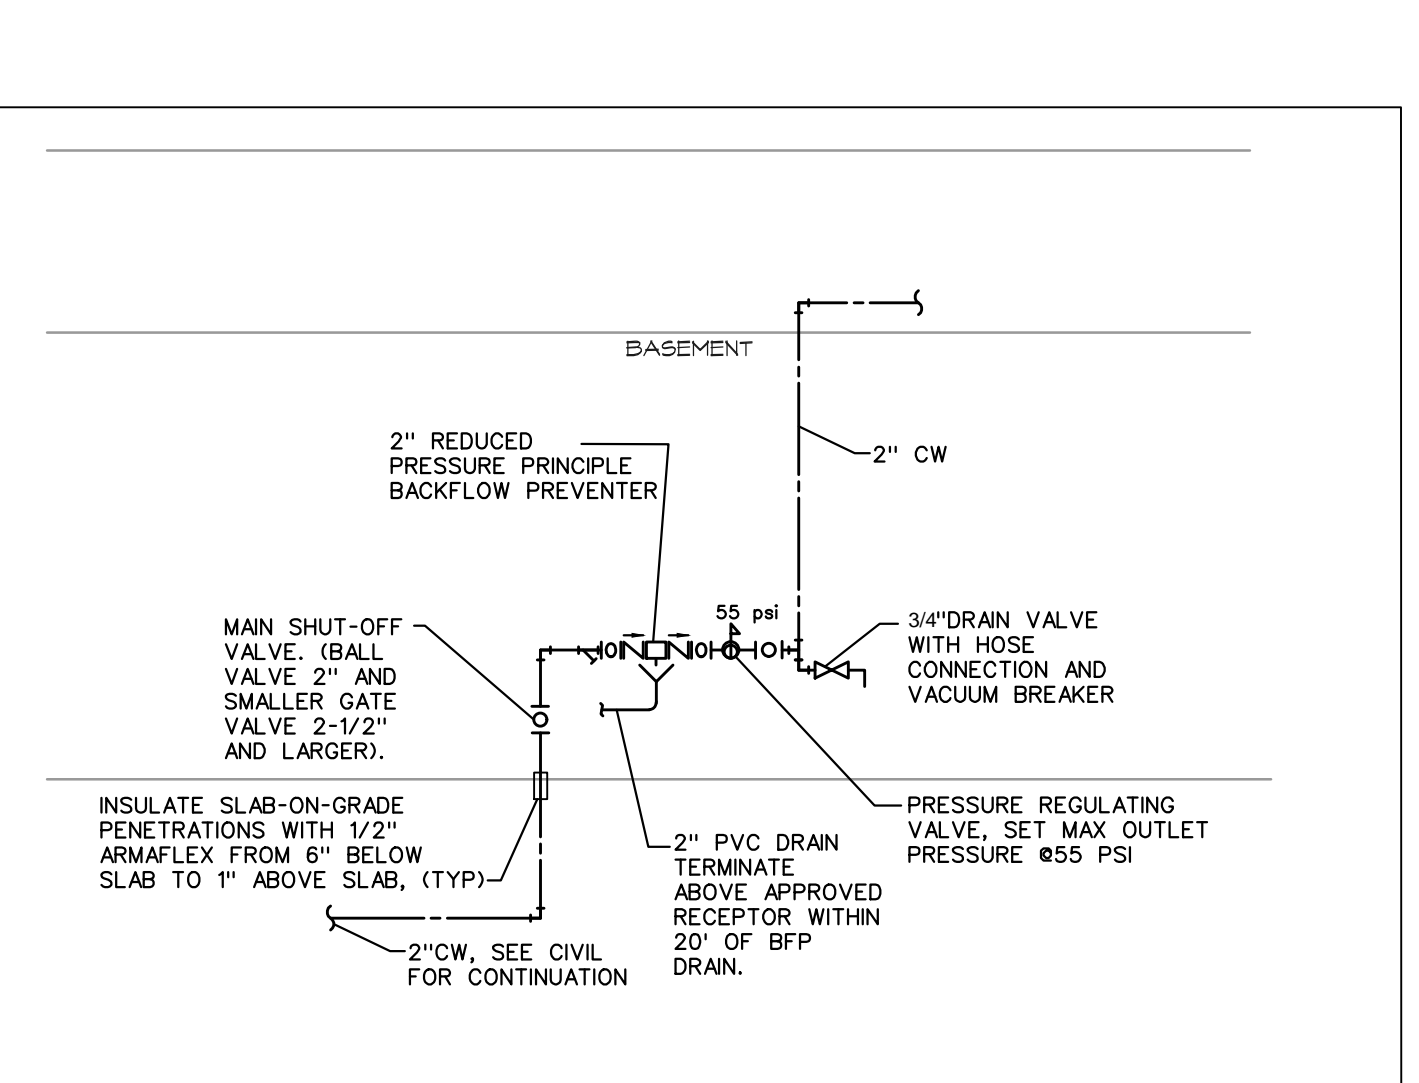 BASEMENT
2" REDUCED
PRESSURE PRINCIPLE
BACKFLOW PREVENTER
2" CW
55 psi
MAIN SHUT-OFF
VALVE. (BALL
VALVE 2" AND
SMALLER GATE
VALVE 2-1/2"
AND LARGER).
3/4"DRAIN VALVE
WITH HOSE
CONNECTION AND
VACUUM BREAKER
INSULATE SLAB-ON-GRADE
PENETRATIONS WITH 1/2"
ARMAFLEX FROM 6" BELOW
SLAB TO 1" ABOVE SLAB, (TYP)
2" PVC DRAIN
TERMINATE
ABOVE APPROVED
RECEPTOR WITHIN
20' OF BFP
DRAIN.
PRESSURE REGULATING
VALVE, SET MAX OUTLET
PRESSURE @55 PSI
2"CW, SEE CIVIL
FOR CONTINUATION